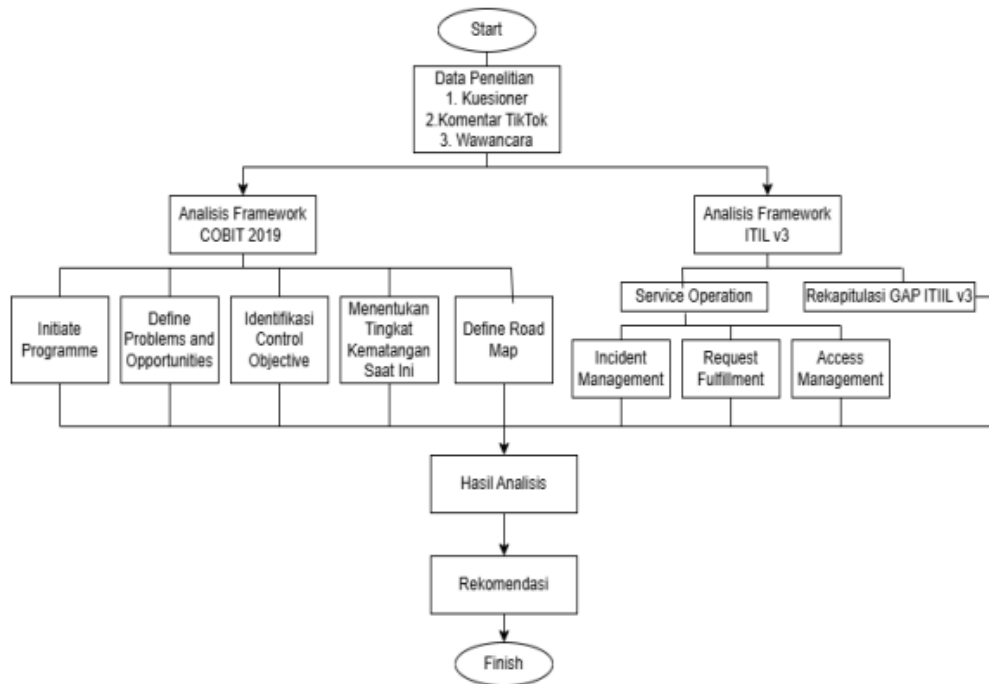 Start
Data Penelitian
1. Kuesioner
2.Komentar TikTok
3. Wawancara
Analisis Framework
COBIT 2019
Analisis Framework
ITIL v3
Initiate
Programme
Define
Problems and
Opportunities
Identifikasi
Control
Objective
Menentukan
Tingkat
Kematangan
Saat Ini
Define Road
Map
Service Operation
Rekapitulasi GAP ITIIL v3
Incident
Management
Request
Fulfillment
Access
Management
Hasil Analisis
Rekomendasi
Finish